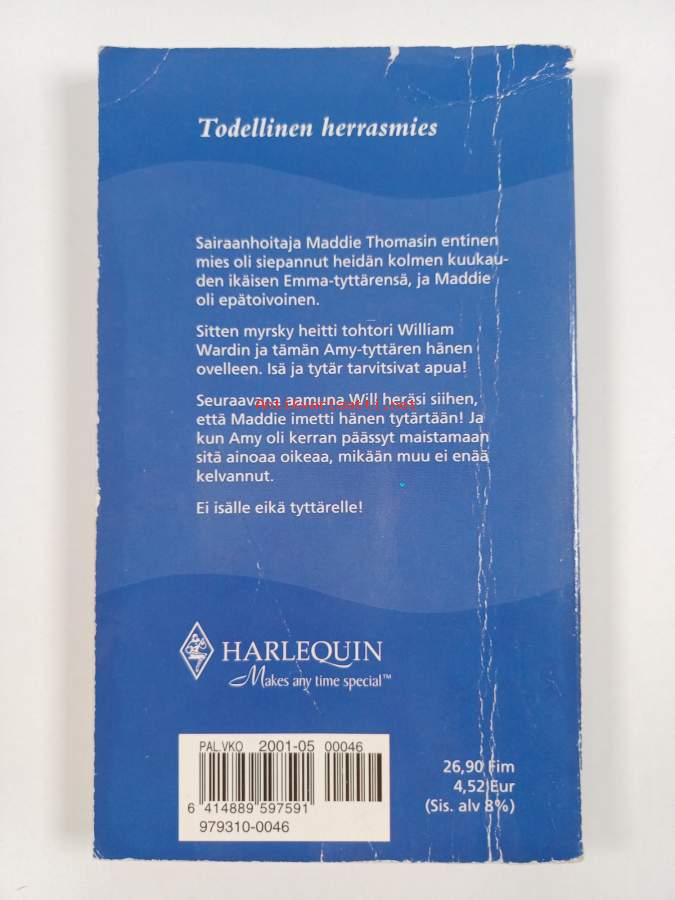 Todellinen herrasmies
Sairaanhoitaja Maddie Thomasin entinen
mies oli siepannut heidän kolmen kuukau-
den ikäisen Emma-tyttärensä, ja Maddie
oli epätoivoinen.
Sitten myrsky heitti tohtori William
Wardin ja tämän Amy-tyttären hänen
ovelleen. Isä ja tytär tarvitsivat apua!
Seuraavana aamuna Will heräsi siihen,
että Maddie imetti hänen tytärtään! Ja
kun Amy oli kerran päässyt maistamaan
sitä ainoaa oikeaa, mikään muu ei enää
kelvannut.
Ei isälle eikä tyttärelle!
HARLEQUIN
Makes any time special™
PAL.VKO 2001-05 00046
6 414889 597591
979310-0046
26,90 Fim
4,52 Eur
(Sis. alv 8%)